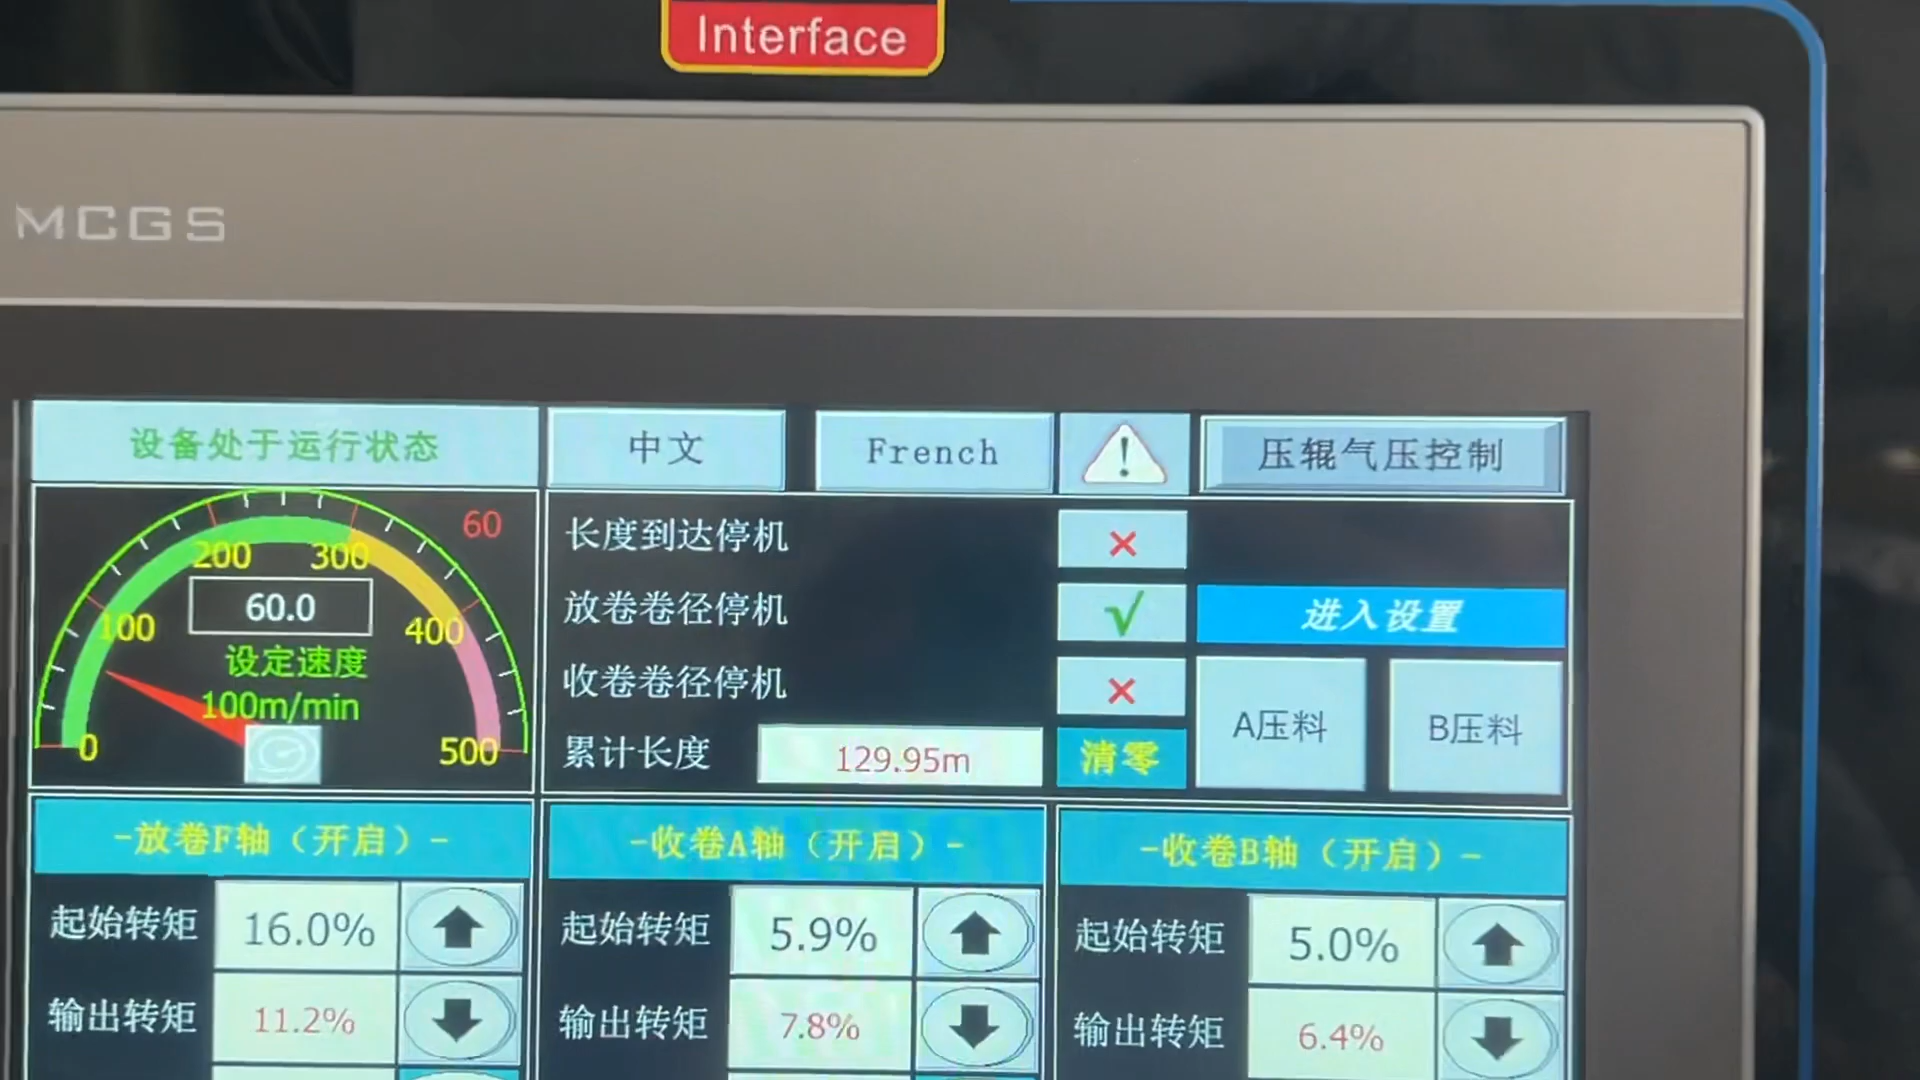 Interface
MCGS
设备处于运行状态
中文
French
!
压辊气压控制
60
200
300
60.0
100
400
设定速度
100m/min
0
500
长度到达停机
×
放卷卷径停机
√
进入设置
收卷卷径停机
×
A压料
B压料
累计长度
129.95m
清零
-放卷F轴（开启）-
-收卷A轴（开启）-
-收卷B轴（开启）-
起始转矩
16.0%
起始转矩
5.9%
起始转矩
5.0%
输出转矩
11.2%
输出转矩
7.8%
输出转矩
6.4%